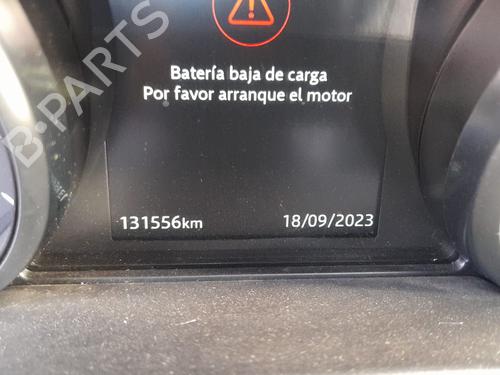 B-PARTS
Batería baja de carga
Por favor arranque el motor
131556km
18/09/2023